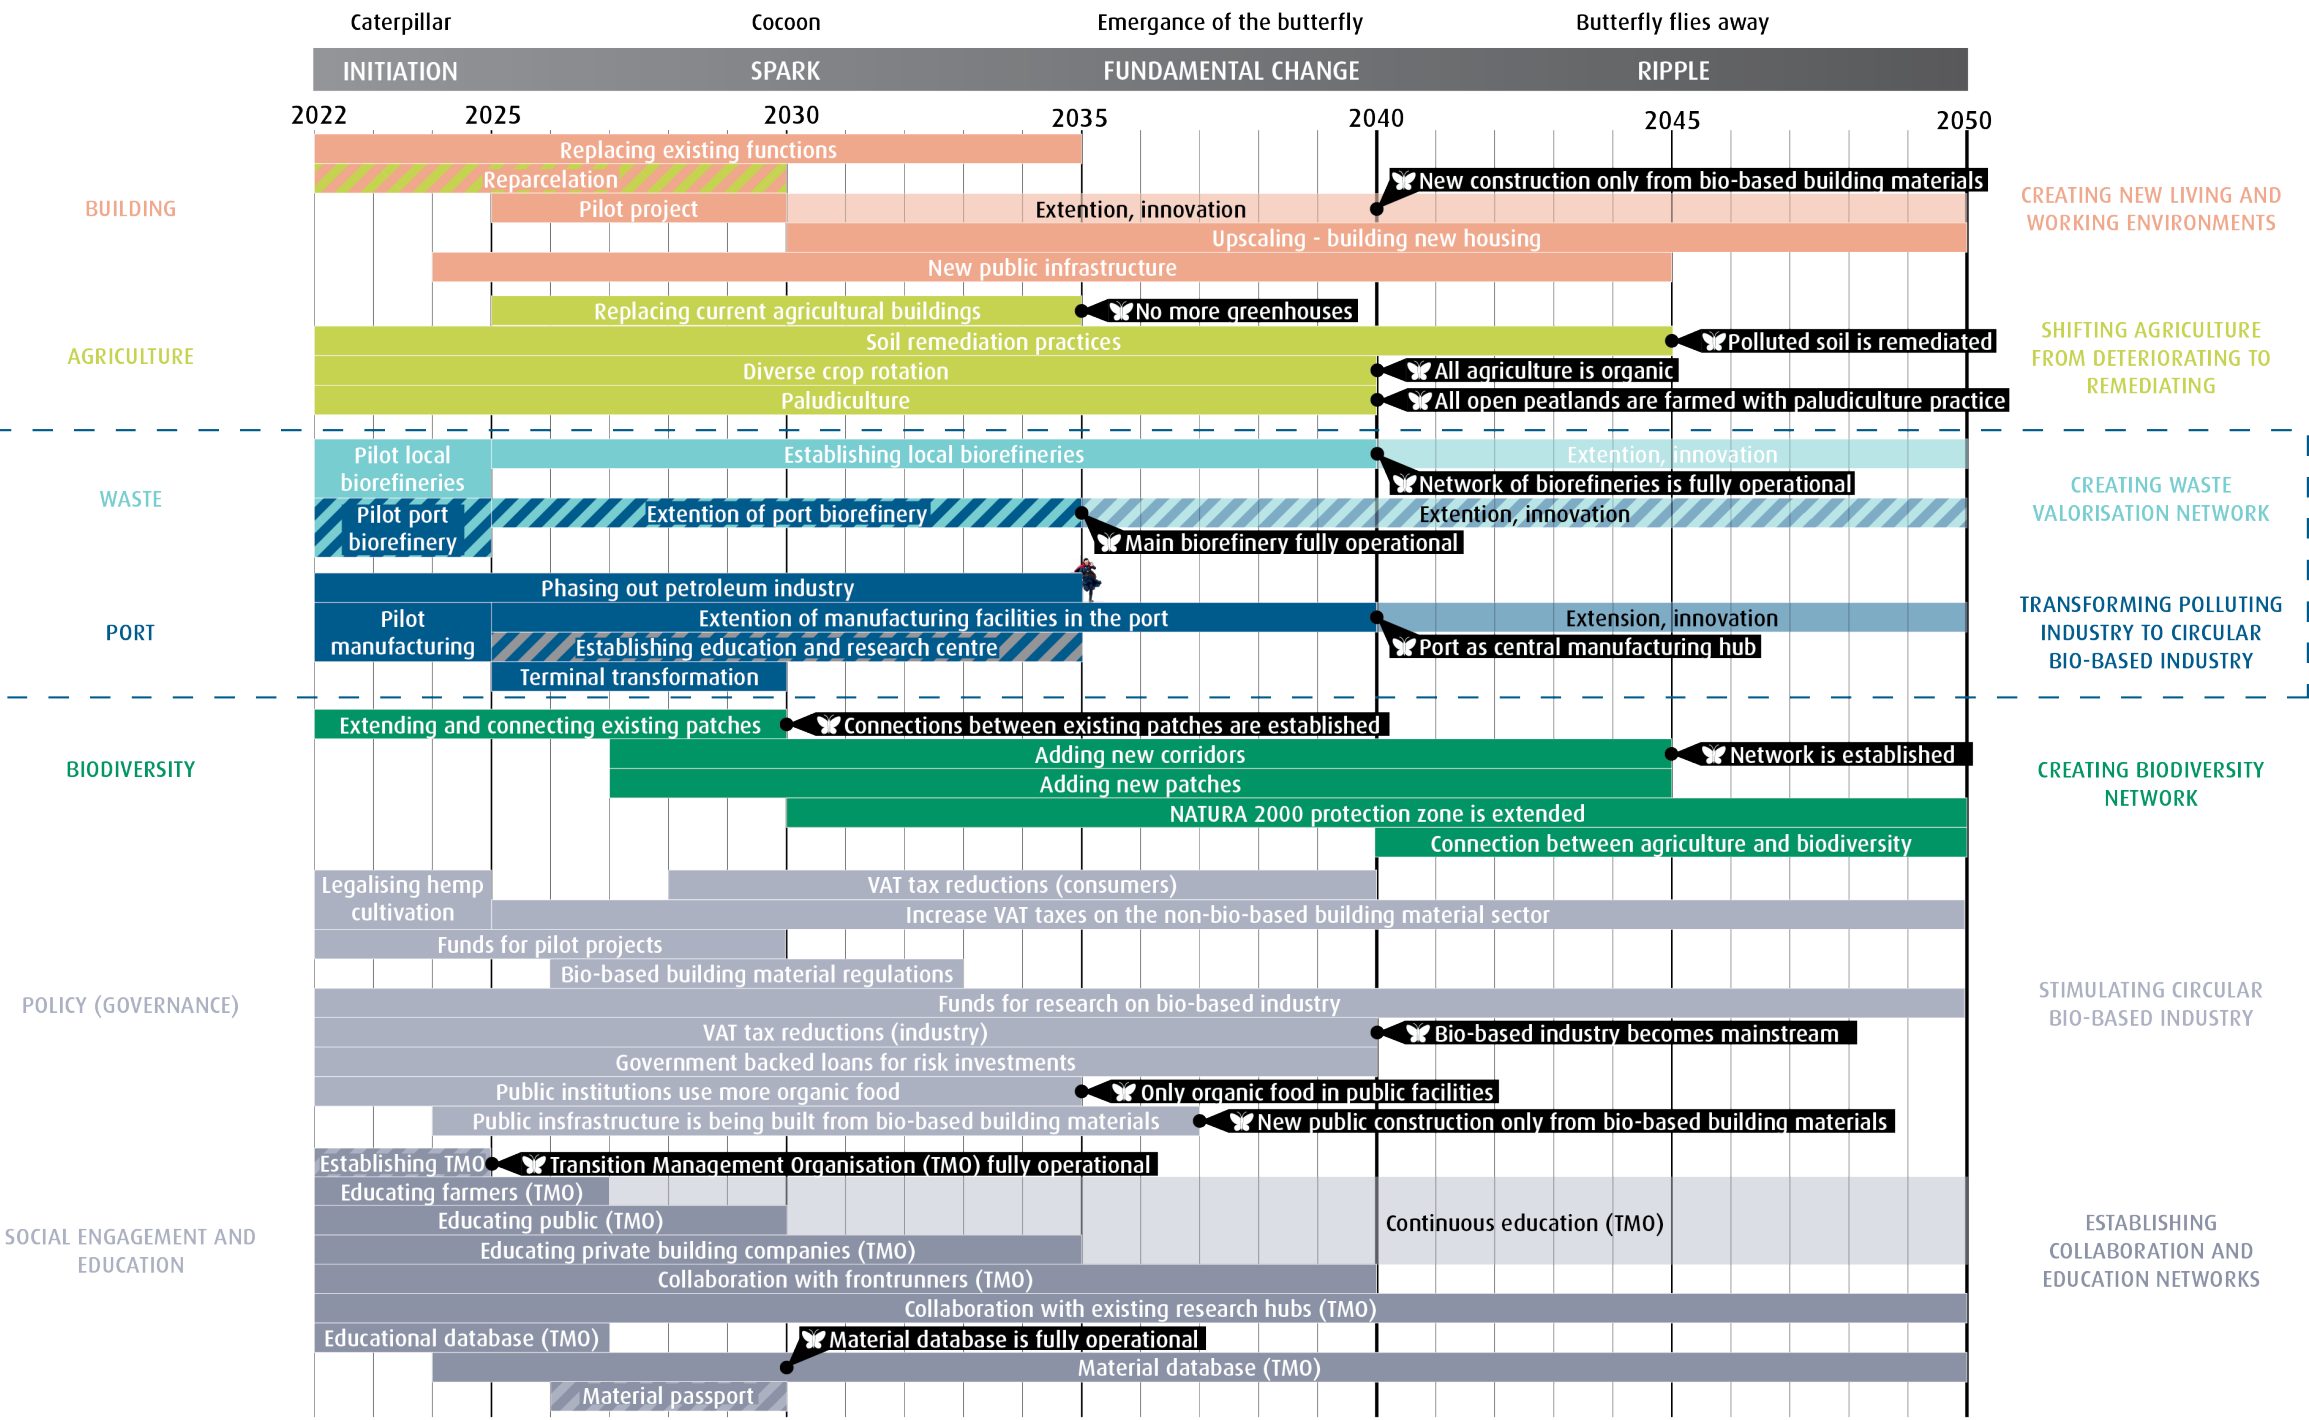 Caterpillar
Cocoon
Emergance of the butterfly
Butterfly flies away
INITIATION
SPARK
FUNDAMENTAL CHANGE
RIPPLE
2022
2025
2030
2035
2040
2045
2050
BUILDING
Replacing existing functions
Reparcelation
New construction only from bio-based building materials
Pilot project
Extention, innovation
Upscaling - building new housing
New public infrastructure
CREATING NEW LIVING AND
WORKING ENVIRONMENTS
AGRICULTURE
Replacing current agricultural buildings
No more greenhouses
Soil remediation practices
Polluted soil is remediated
Diverse crop rotation
All agriculture is organic
Paludiculture
All open peatlands are farmed with paludiculture practice
SHIFTING AGRICULTURE
FROM DETERIORATING TO
REMEDIATING
WASTE
Pilot local
biorefineries
Establishing local biorefineries
Extention, innovation
Network of biorefineries is fully operational
Pilot port
biorefinery
Extention of port biorefinery
Extention, innovation
Main biorefinery fully operational
CREATING WASTE
VALORISATION NETWORK
PORT
Phasing out petroleum industry
Pilot
manufacturing
Extention of manufacturing facilities in the port
Extension, innovation
Establishing education and research centre
Port as central manufacturing hub
Terminal transformation
TRANSFORMING POLLUTING
INDUSTRY TO CIRCULAR
BIO-BASED INDUSTRY
BIODIVERSITY
Extending and connecting existing patches
Connections between existing patches are established
Adding new corridors
Network is established
Adding new patches
NATURA 2000 protection zone is extended
Connection between agriculture and biodiversity
CREATING BIODIVERSITY
NETWORK
POLICY (GOVERNANCE)
Legalising hemp
cultivation
VAT tax reductions (consumers)
Increase VAT taxes on the non-bio-based building material sector
Funds for pilot projects
Bio-based building material regulations
Funds for research on bio-based industry
VAT tax reductions (industry)
Bio-based industry becomes mainstream
Government backed loans for risk investments
Public institutions use more organic food
Only organic food in public facilities
Public insfrastructure is being built from bio-based building materials
New public construction only from bio-based building materials
STIMULATING CIRCULAR
BIO-BASED INDUSTRY
SOCIAL ENGAGEMENT AND
EDUCATION
Establishing TMO
Transition Management Organisation (TMO) fully operational
Educating farmers (TMO)
Educating public (TMO)
Continuous education (TMO)
Educating private building companies (TMO)
Collaboration with frontrunners (TMO)
Collaboration with existing research hubs (TMO)
Educational database (TMO)
Material database is fully operational
Material database (TMO)
Material passport
ESTABLISHING
COLLABORATION AND
EDUCATION NETWORKS